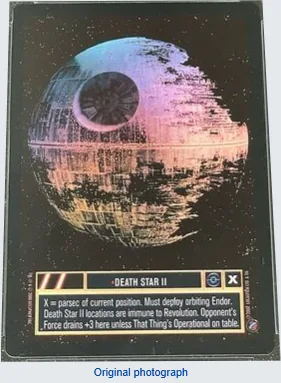 •DEATH STAR II
X
X = parsec of current position. Must deploy orbiting Endor.
Death Star II locations are immune to Revolution. Opponent's
Force drains +3 here unless That Thing's Operational on table.
Original photograph